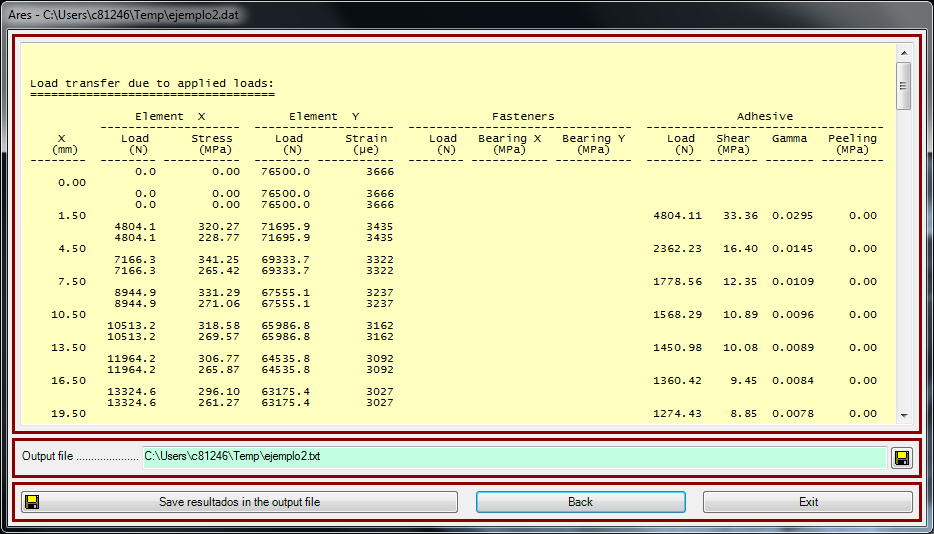 Ares - C:\Users\c81246\Temp\ejemplo2.dat
Load transfer due to applied loads:
===================================
Element X Element Y Fasteners Adhesive
-------------------- -------------------- -------------------------------- ----------------------------------
X Load Stress Load Strain Load Bearing X Bearing Y Load Shear Gamma Peeling
(mm) (N) (MPa) (N) (µe) (N) (MPa) (MPa) (N) (MPa) (MPa)
-------- -------- ------- -------- ------- -------- ---------- ---------- -------- ------ ------- ---------
0.0 0.00 76500.0 3666
0.00
0.0 0.00 76500.0 3666
0.0 0.00 76500.0 3666
1.50 4804.11 33.36 0.0295 0.00
4804.1 320.27 71695.9 3435
4804.1 228.77 71695.9 3435
4.50 2362.23 16.40 0.0145 0.00
7166.3 341.25 69333.7 3322
7166.3 265.42 69333.7 3322
7.50 1778.56 12.35 0.0109 0.00
8944.9 331.29 67555.1 3237
8944.9 271.06 67555.1 3237
10.50 1568.29 10.89 0.0096 0.00
10513.2 318.58 65986.8 3162
10513.2 269.57 65986.8 3162
13.50 1450.98 10.08 0.0089 0.00
11964.2 306.77 64535.8 3092
11964.2 265.87 64535.8 3092
16.50 1360.42 9.45 0.0084 0.00
13324.6 296.10 63175.4 3027
13324.6 261.27 63175.4 3027
19.50 1274.43 8.85 0.0078 0.00
Output file ..................... C:\Users\c81246\Temp\ejemplo2.txt
Save resultados in the output file Back Exit